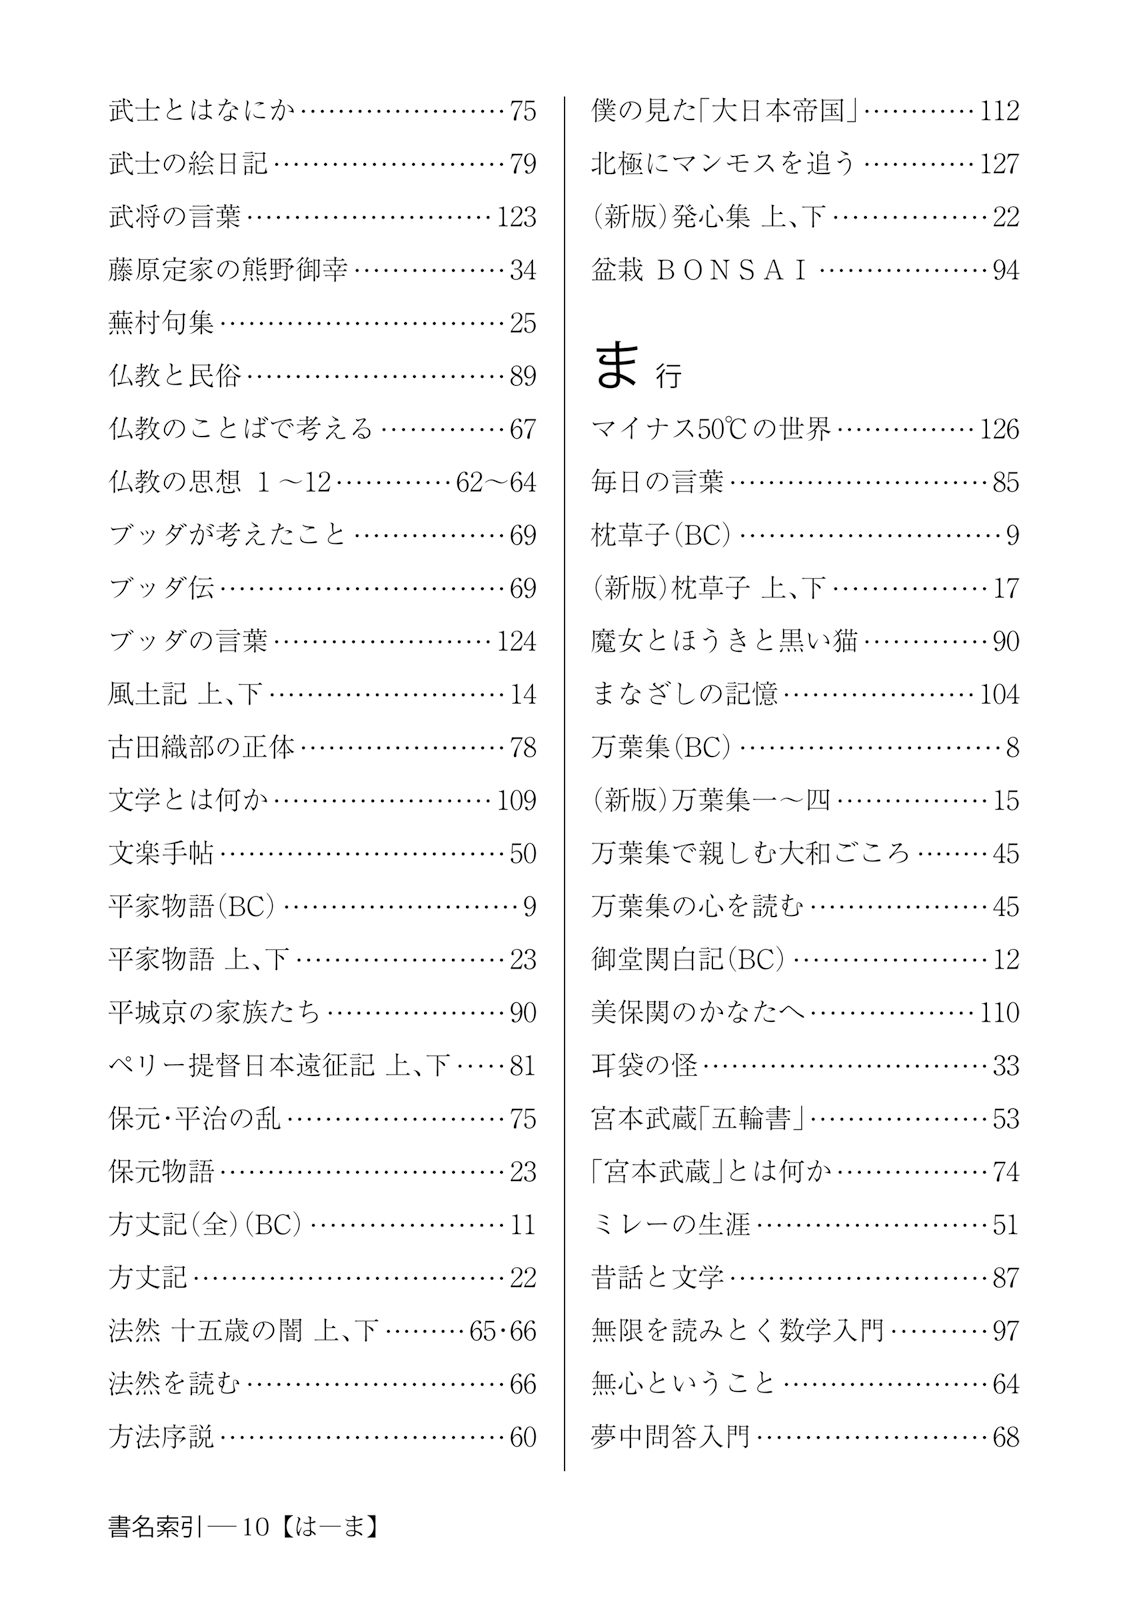 武士とはなにか……………………75
武士の絵日記………………………79
武将の言葉………………………123
藤原定家の熊野御幸………………34
蕪村句集……………………………25
仏教と民俗…………………………89
仏教のことばで考える……………67
仏教の思想 1～12…………62～64
ブッダが考えたこと………………69
ブッダ伝……………………………69
ブッダの言葉……………………124
風土記 上、下………………………14
古田織部の正体……………………78
文学とは何か……………………109
文楽手帖……………………………50
平家物語(BC)………………………9
平家物語 上、下……………………23
平城京の家族たち…………………90
ペリー提督日本遠征記 上、下……81
保元・平治の乱……………………75
保元物語……………………………23
方丈記(全)(BC)……………………11
方丈記………………………………22
法然 十五歳の闇 上、下………65・66
法然を読む…………………………66
方法序説……………………………60
僕の見た「大日本帝国」…………112
北極にマンモスを追う…………127
(新版)発心集 上、下………………22
盆栽 ＢＯＮＳＡＩ…………………94
ま 行
マイナス50℃の世界……………126
毎日の言葉…………………………85
枕草子(BC)…………………………9
(新版)枕草子 上、下………………17
魔女とほうきと黒い猫……………90
まなざしの記憶…………………104
万葉集(BC)…………………………8
(新版)万葉集一～四………………15
万葉集で親しむ大和ごころ………45
万葉集の心を読む…………………45
御堂関白記(BC)……………………12
美保関のかなたへ………………110
耳袋の怪……………………………33
宮本武蔵「五輪書」…………………53
「宮本武蔵」とは何か………………74
ミレーの生涯………………………51
昔話と文学…………………………87
無限を読みとく数学入門…………97
無心ということ……………………64
夢中問答入門………………………68
書名索引―10【は―ま】